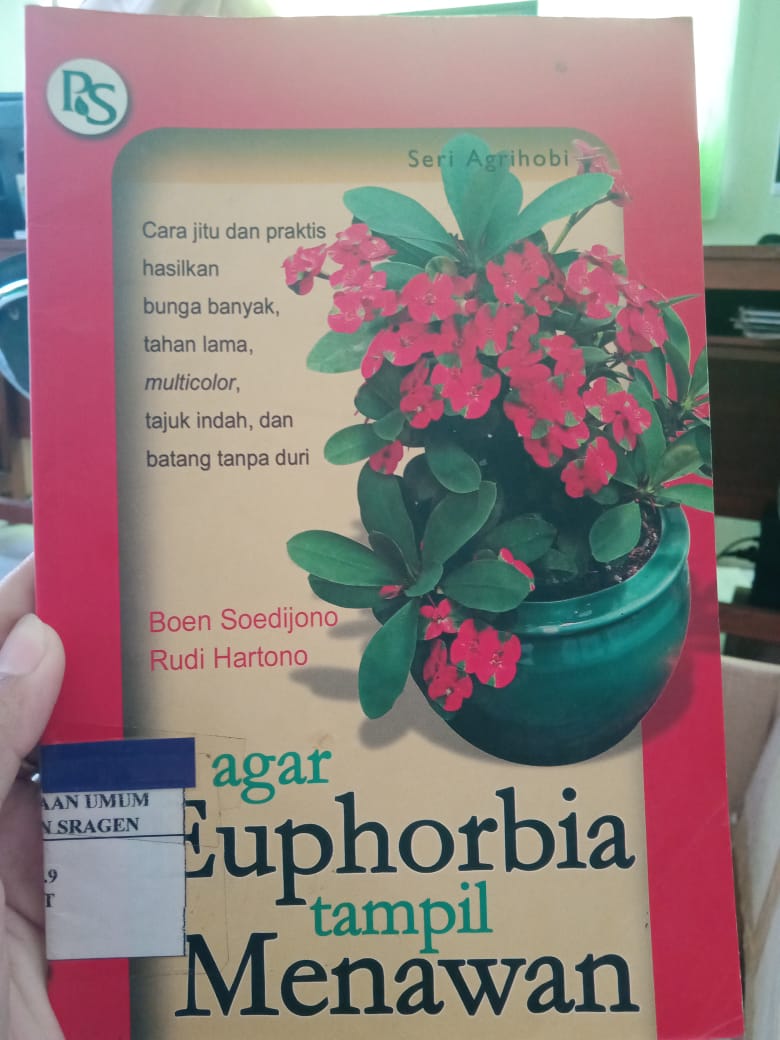 PS
Seri Agrihobi
Cara jitu dan praktis
hasilkan
bunga banyak,
tahan lama,
multicolor,
tajuk indah, dan
batang tanpa duri
Boen Soedijono
Rudi Hartono
agar
Euphorbia
tampil
Menawan
AAN UMUM
N SRAGEN
.9
T